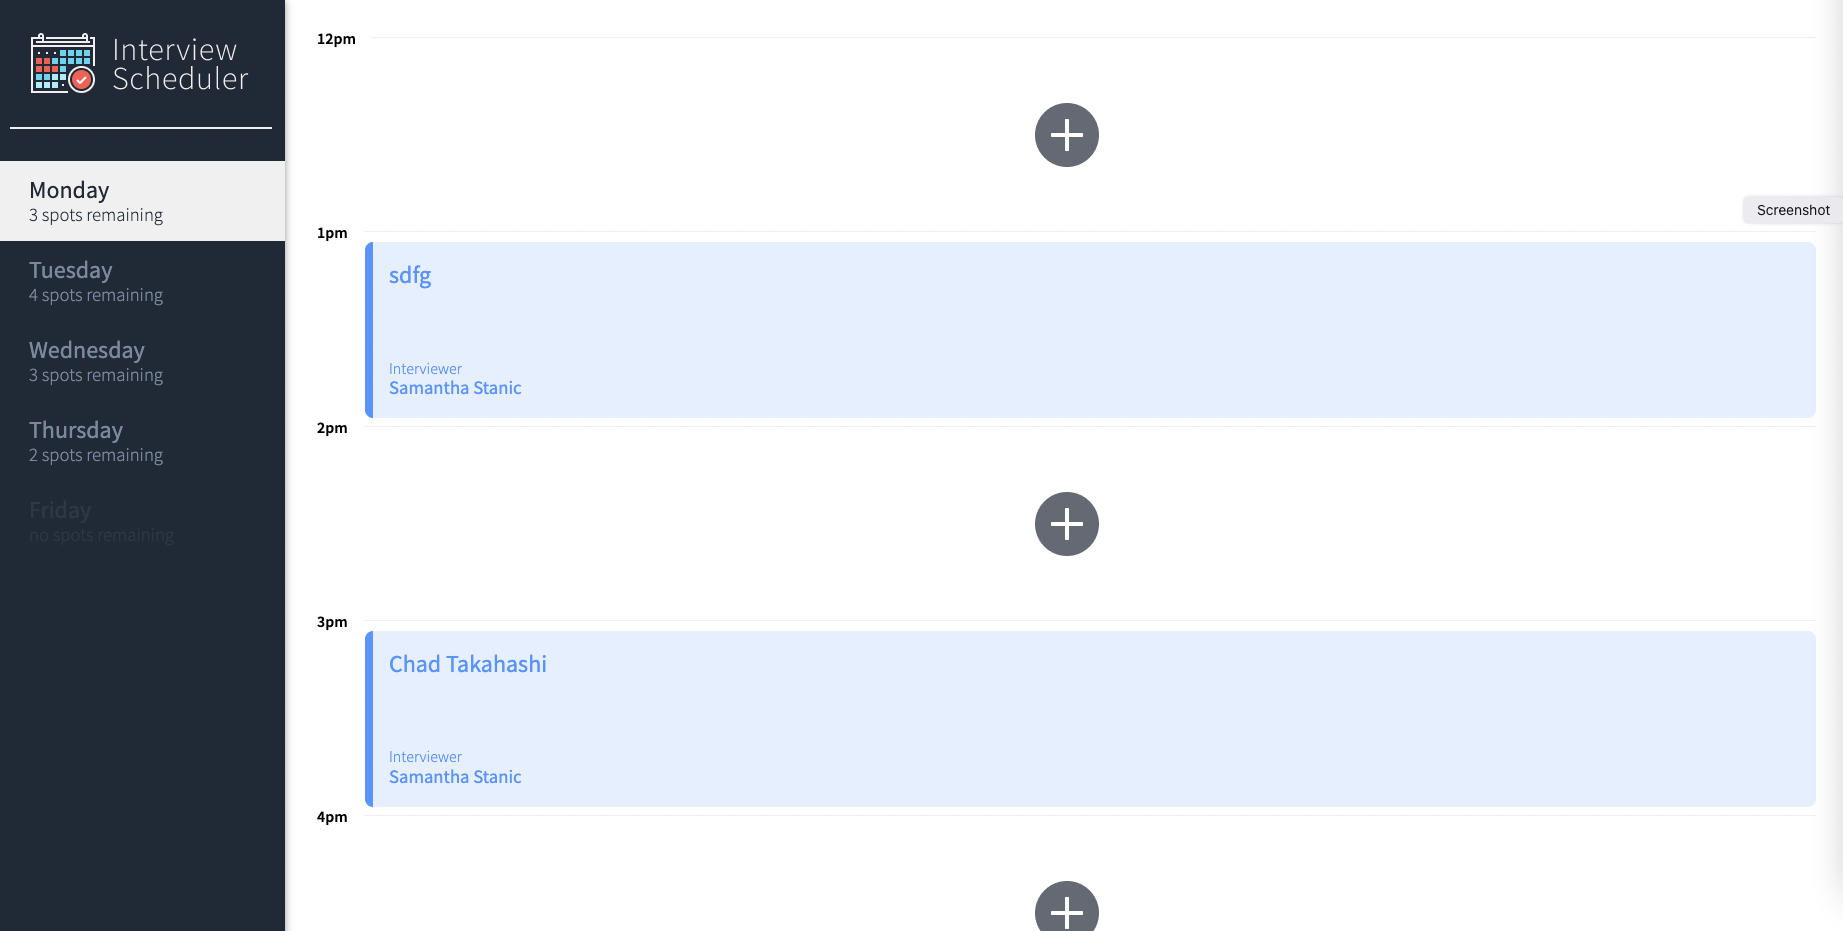 Interview
Scheduler
Monday
3 spots remaining
Tuesday
4 spots remaining
Wednesday
3 spots remaining
Thursday
2 spots remaining
Friday
no spots remaining
12pm
Screenshot
1pm
sdfg
Interviewer
Samantha Stanic
2pm
3pm
Chad Takahashi
Interviewer
Samantha Stanic
4pm